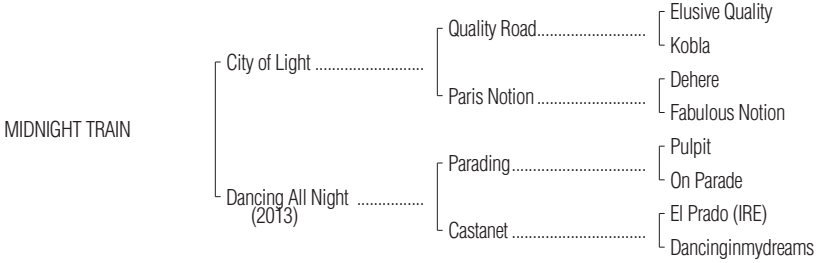 Elusive Quality
Quality Road..........................
Kobla
City of Light ..........................
Dehere
Paris Notion ..........................
Fabulous Notion
MIDNIGHT TRAIN
Pulpit
Parading................................
On Parade
Dancing All Night ................
(2013)
El Prado (IRE)
Castanet ................................
Dancinginmydreams